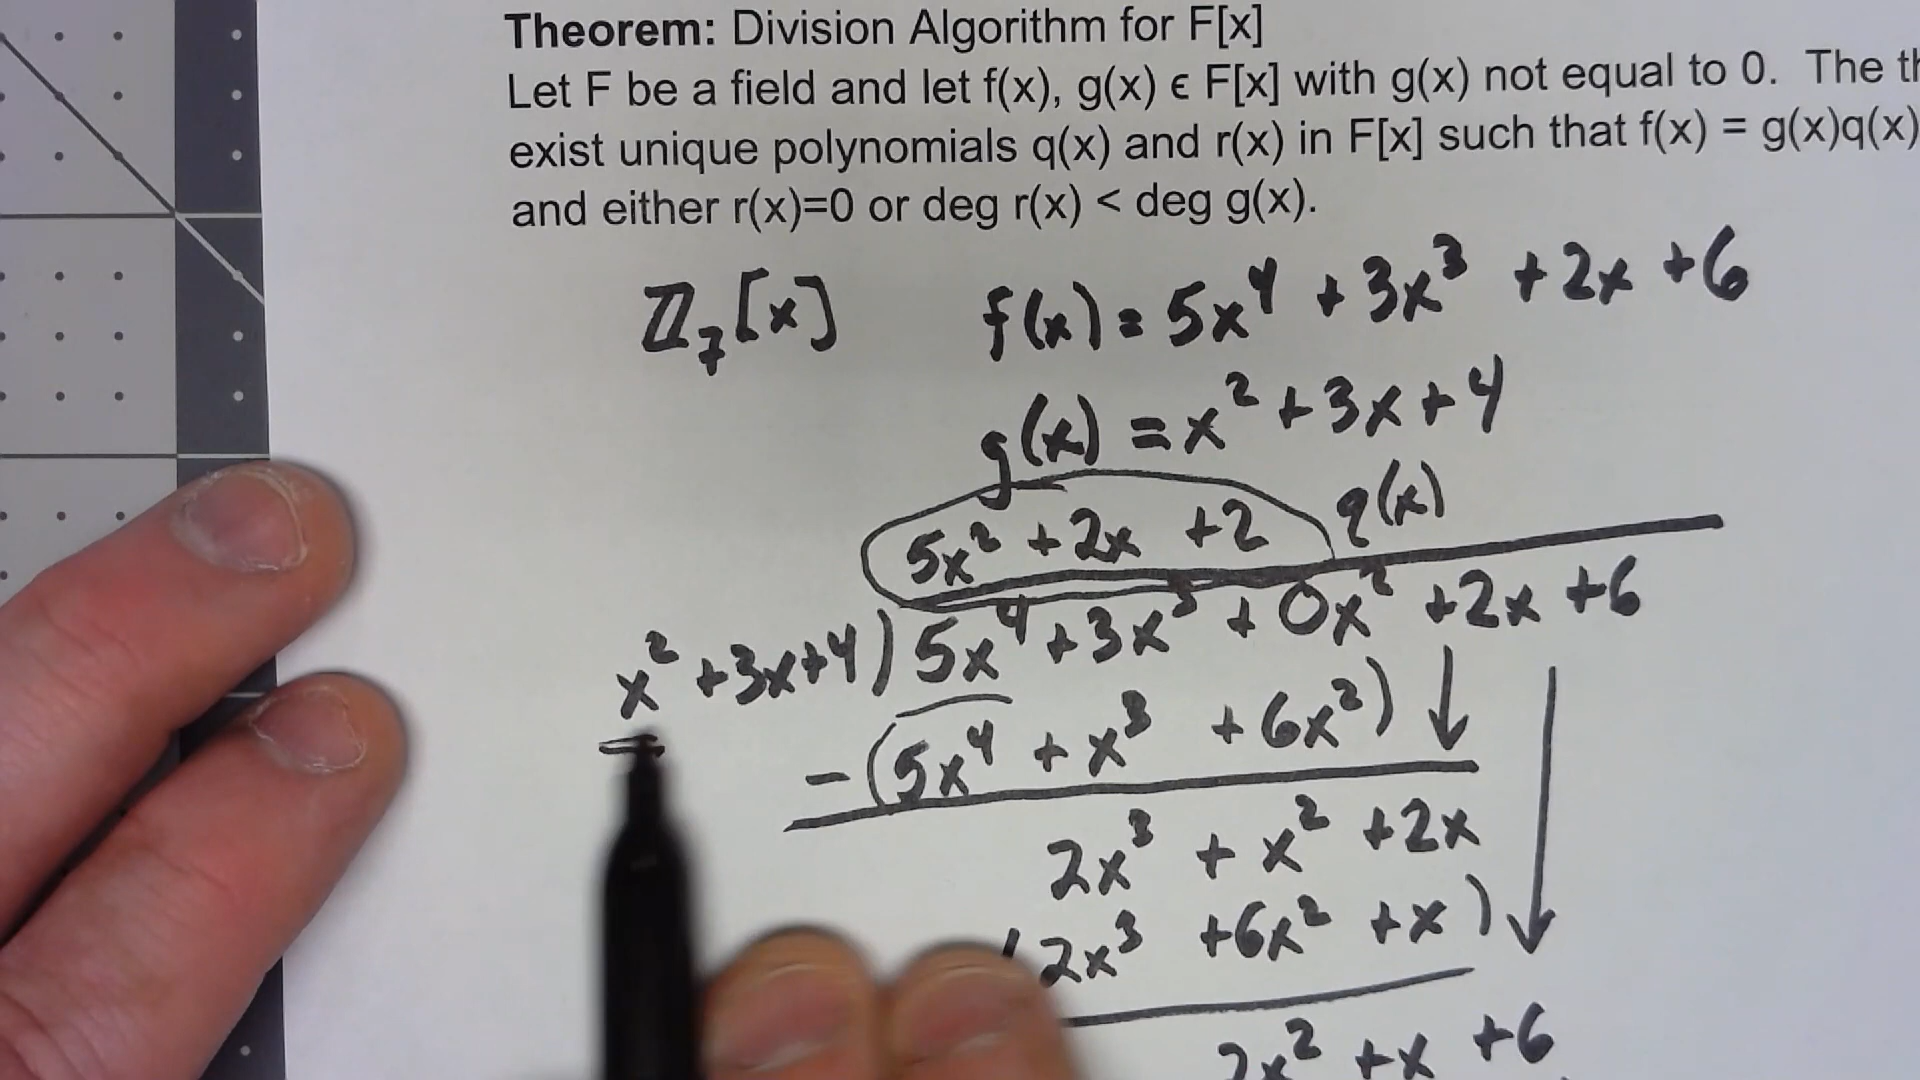 Theorem: Division Algorithm for F[x]
Let F be a field and let f(x), g(x) ϵ F[x] with g(x) not equal to 0. The th
exist unique polynomials q(x) and r(x) in F[x] such that f(x) = g(x)q(x)
and either r(x)=0 or deg r(x) < deg g(x).
ℤ₇[x] f(x) = 5x⁴ + 3x³ + 2x + 6
g(x) = x² + 3x + 4
5x² + 2x + 2 q(x)
x² + 3x + 4 ) 5x⁴ + 3x³ + 0x² + 2x + 6
- (5x⁴ + x³ + 6x²)
2x³ + x² + 2x
( 2x³ + 6x² + x )
2x² + x + 6